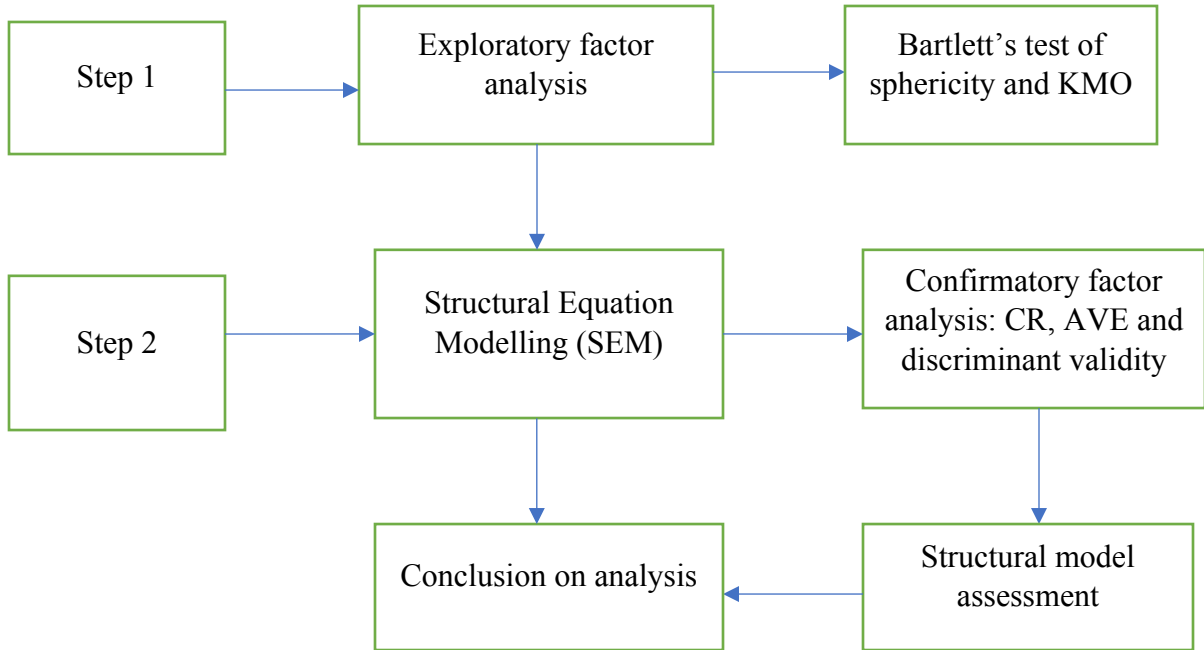 Step 1
Exploratory factor
analysis
Bartlett’s test of
sphericity and KMO
Step 2
Structural Equation
Modelling (SEM)
Confirmatory factor
analysis: CR, AVE and
discriminant validity
Conclusion on analysis
Structural model
assessment